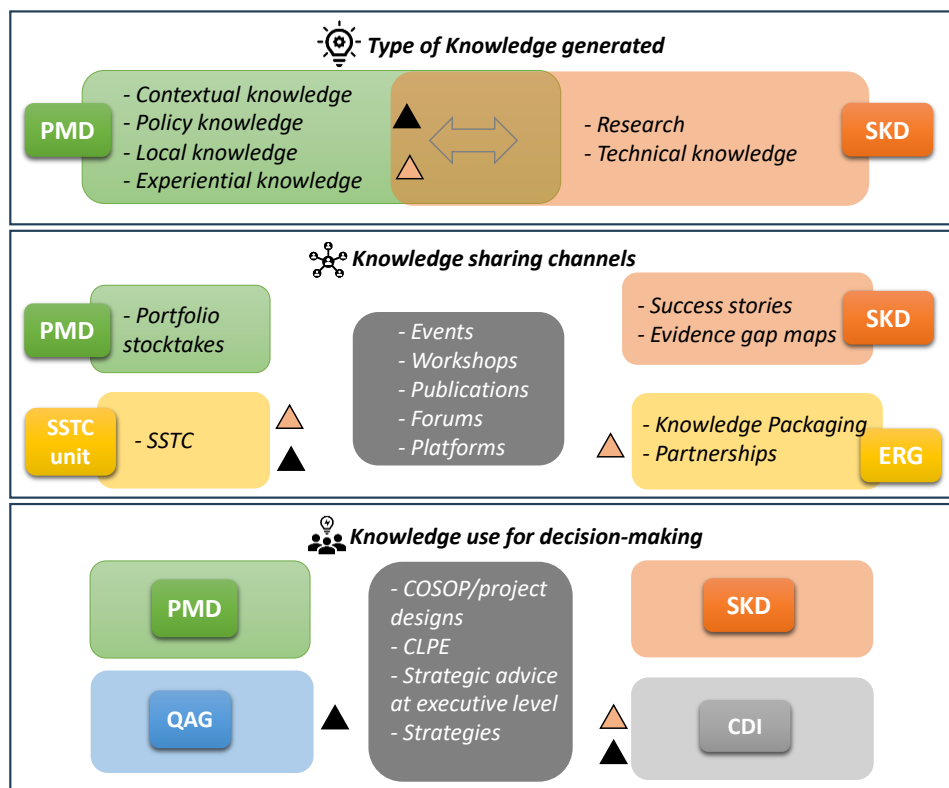 Type of Knowledge generated
PMD
- Contextual knowledge
- Policy knowledge
- Local knowledge
- Experiential knowledge
- Research
- Technical knowledge
SKD
Knowledge sharing channels
PMD
- Portfolio
stocktakes
SSTC
unit
- SSTC
- Events
- Workshops
- Publications
- Forums
- Platforms
- Success stories
- Evidence gap maps
SKD
- Knowledge Packaging
- Partnerships
ERG
Knowledge use for decision-making
PMD
QAG
- COSOP/project
designs
- CLPE
- Strategic advice
at executive level
- Strategies
SKD
CDI